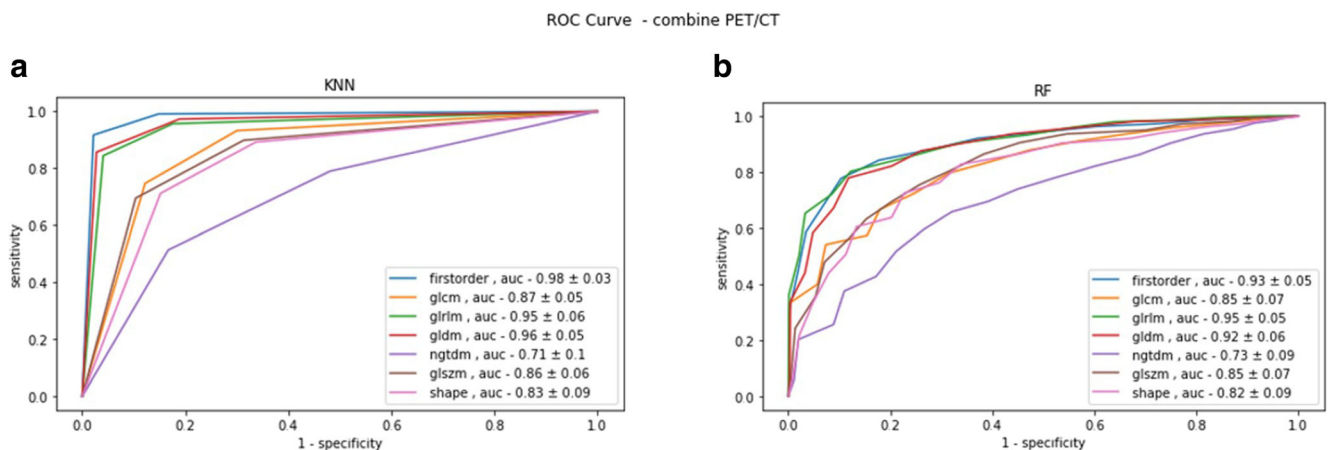 ROC Curve - combine PET/CT
a
KNN
sensitivity
1.0
0.8
0.6
0.4
0.2
0.0
0.0 0.2 0.4 0.6 0.8 1.0
1 - specificity
firstorder , auc - 0.98 ± 0.03
glcm , auc - 0.87 ± 0.05
glrlm , auc - 0.95 ± 0.06
gldm , auc - 0.96 ± 0.05
ngtdm , auc - 0.71 ± 0.1
glszm , auc - 0.86 ± 0.06
shape , auc - 0.83 ± 0.09
b
RF
sensitivity
1.0
0.8
0.6
0.4
0.2
0.0
0.0 0.2 0.4 0.6 0.8 1.0
1 - specificity
firstorder , auc - 0.93 ± 0.05
glcm , auc - 0.85 ± 0.07
glrlm , auc - 0.95 ± 0.05
gldm , auc - 0.92 ± 0.06
ngtdm , auc - 0.73 ± 0.09
glszm , auc - 0.85 ± 0.07
shape , auc - 0.82 ± 0.09